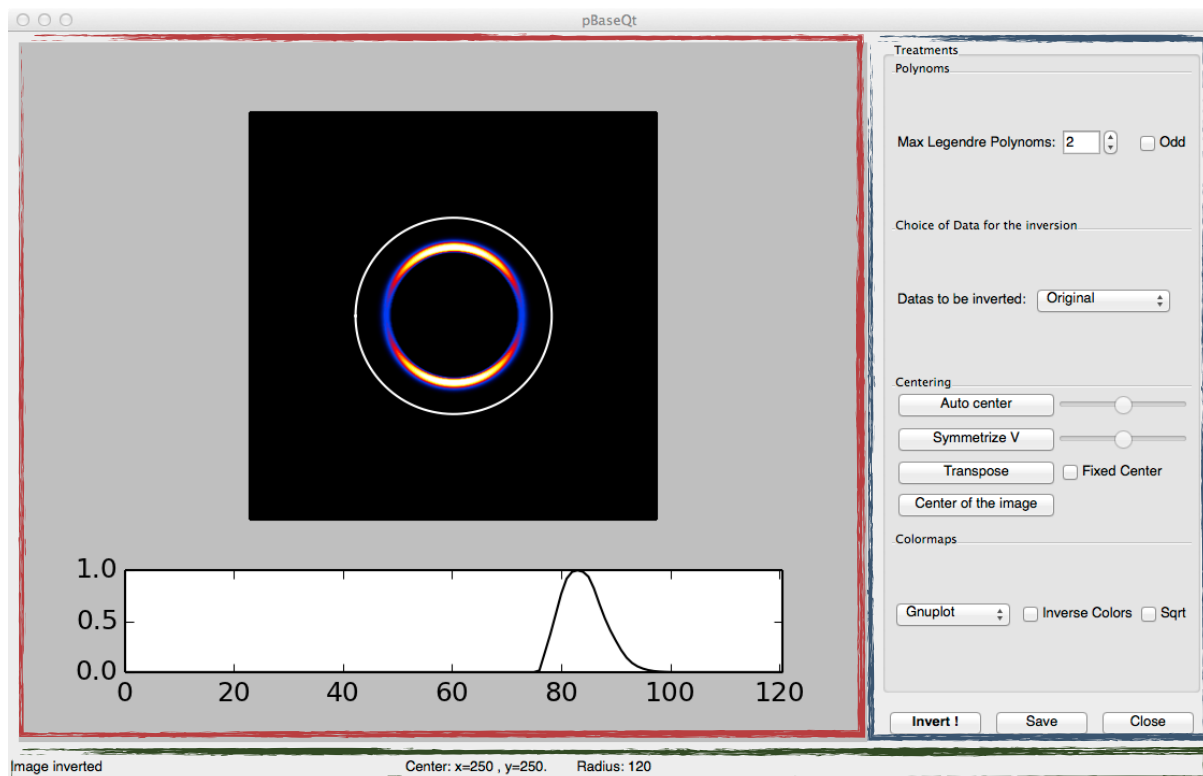 pBaseQt
Treatments
Polynoms
Max Legendre Polynoms: 2 Odd
Choice of Data for the inversion
Datas to be inverted: Original
Centering
Auto center
Symmetrize V
Transpose Fixed Center
Center of the image
Colormaps
Gnuplot Inverse Colors Sqrt
1.0
0.5
0.0
0 20 40 60 80 100 120
Invert ! Save Close
Image inverted Center: x=250 , y=250. Radius: 120